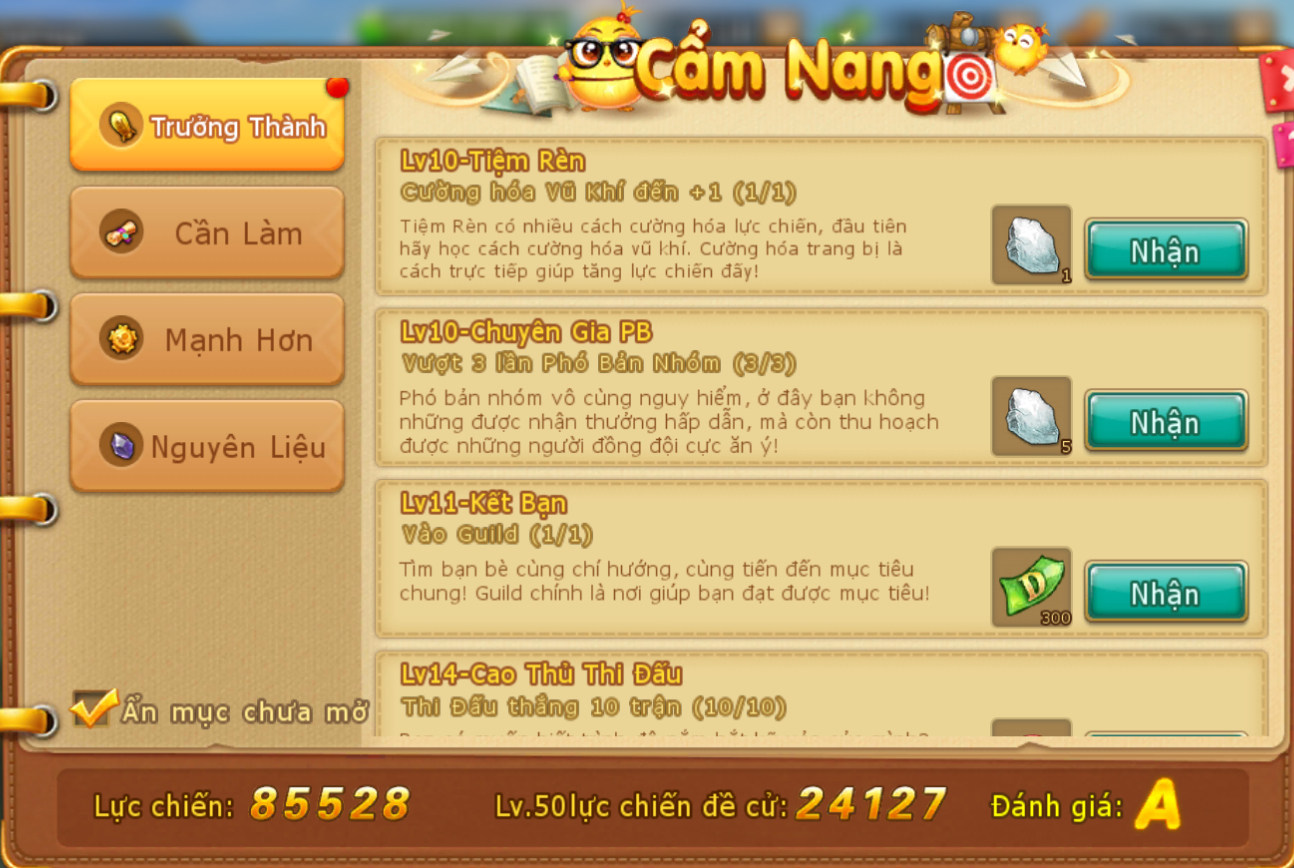 Cẩm Nang
Trưởng Thành
Cần Làm
Mạnh Hơn
Nguyên Liệu
Ẩn mục chưa mở
Lv10-Tiệm Rèn
Cường hóa Vũ Khí đến +1 (1/1)
Tiệm Rèn có nhiều cách cường hóa lực chiến, đầu tiên
hãy học cách cường hóa vũ khí. Cường hóa trang bị là
cách trực tiếp giúp tăng lực chiến đấy!
1
Nhận
Lv10-Chuyên Gia PB
Vượt 3 lần Phó Bản Nhóm (3/3)
Phó bản nhóm vô cùng nguy hiểm, ở đây bạn không
những được nhận thưởng hấp dẫn, mà còn thu hoạch
được những người đồng đội cực ăn ý!
5
Nhận
Lv11-Kết Bạn
Vào Guild (1/1)
Tìm bạn bè cùng chí hướng, cùng tiến đến mục tiêu
chung! Guild chính là nơi giúp bạn đạt được mục tiêu!
D
300
Nhận
Lv14-Cao Thủ Thi Đấu
Thi Đấu thắng 10 trận (10/10)
Lực chiến: 85528
Lv.50lực chiến đề cử: 24127
Đánh giá: A